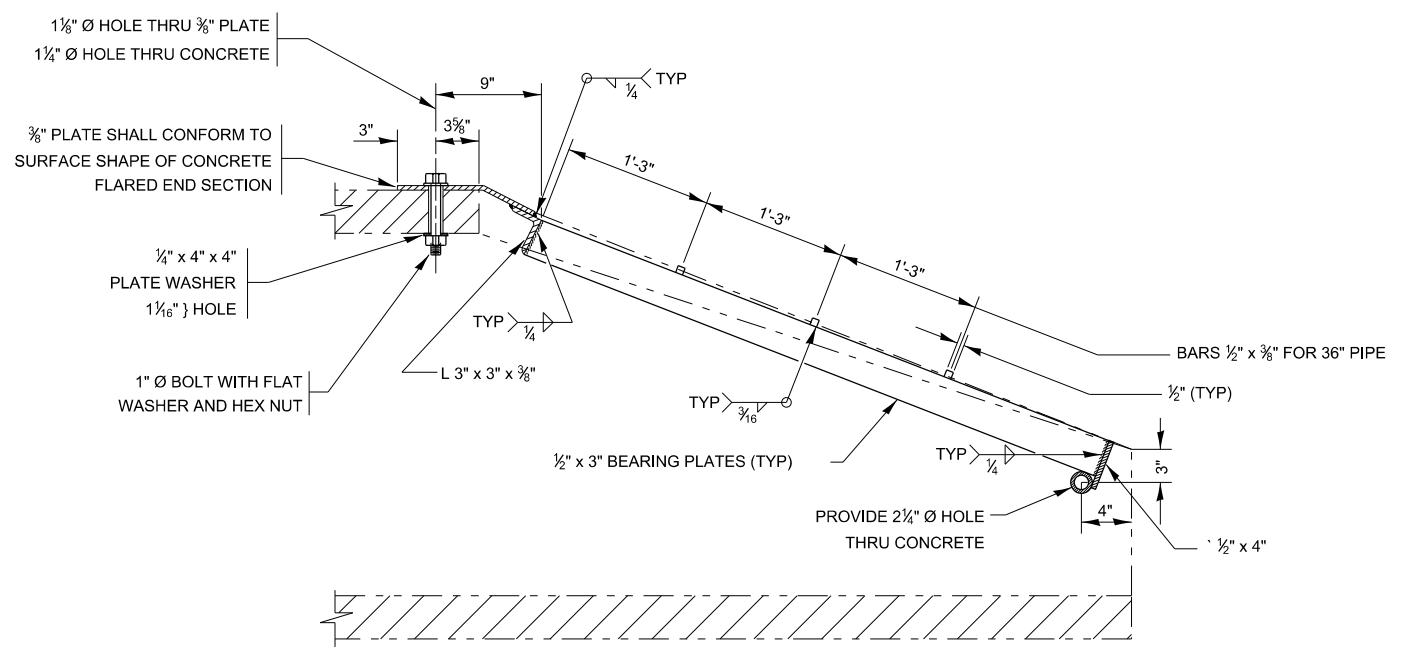 1⅛" Ø HOLE THRU ⅜" PLATE
1¼" Ø HOLE THRU CONCRETE
9"
¼
TYP
⅜" PLATE SHALL CONFORM TO
SURFACE SHAPE OF CONCRETE
FLARED END SECTION
3"
3⅝"
1'-3"
1'-3"
1'-3"
¼" x 4" x 4"
PLATE WASHER
1 1/16" } HOLE
TYP
¼
L 3" x 3" x ⅜"
BARS ½" x ⅜" FOR 36" PIPE
½" (TYP)
1" Ø BOLT WITH FLAT
WASHER AND HEX NUT
TYP
3/16
½" x 3" BEARING PLATES (TYP)
TYP
¼
3"
4"
PROVIDE 2¼" Ø HOLE
THRU CONCRETE
` ½" x 4"